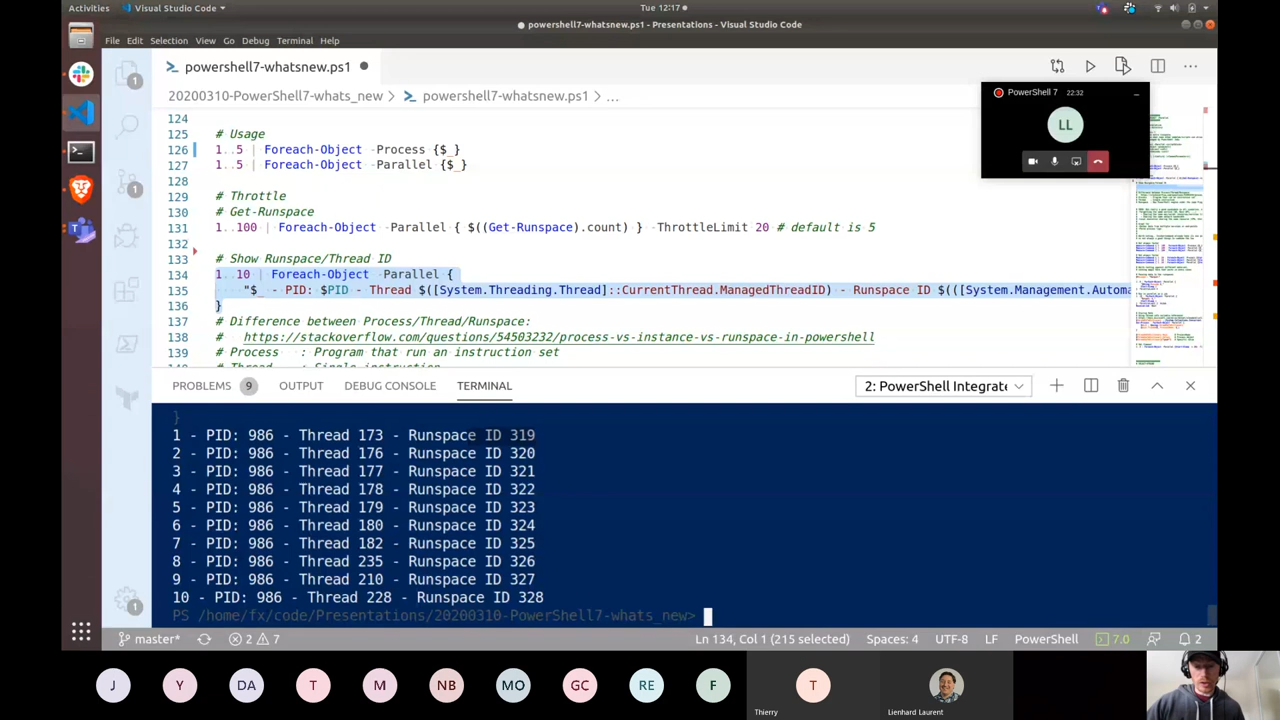 Activities
Visual Studio Code
Tue 12:17
powershell7-whatsnew.ps1 - Presentations - Visual Studio Code
File Edit Selection View Go Debug Terminal Help
powershell7-whatsnew.ps1
20200310-PowerShell7-whats_new > powershell7-whatsnew.ps1 > ...
PowerShell 7 22:32
LL
124
125 # Usage
126 1..5 | Foreach-Object -Process {$
127 1..5 | Foreach-Object -Parallel {$
128
129 # Throttle
130 # Get-Runspace
131 1..100 | Foreach-Object -Parallel { $((Get-Runspace).count) } -ThrottleLimit 20 # default is 5
132
133 # Show Runspace/Thread ID
134 1..10 | Foreach-Object -Parallel {
135 "$_ - PID: $PID - Thread $([System.Threading.Thread]::CurrentThread.ManagedThreadID) - Runspace ID $(([System.Management.Automa
136 }
137 # Difference between Process/Thread/Instance:
138 # https://stackoverflow.com/questions/54503232/process-vs-instance-vs-runspace-in-powershell
139 # Process : Program that run an instruction set
PROBLEMS 9 OUTPUT DEBUG CONSOLE TERMINAL
2: PowerShell Integrate
}
1 - PID: 986 - Thread 173 - Runspace ID 319
2 - PID: 986 - Thread 176 - Runspace ID 320
3 - PID: 986 - Thread 177 - Runspace ID 321
4 - PID: 986 - Thread 178 - Runspace ID 322
5 - PID: 986 - Thread 179 - Runspace ID 323
6 - PID: 986 - Thread 180 - Runspace ID 324
7 - PID: 986 - Thread 182 - Runspace ID 325
8 - PID: 986 - Thread 235 - Runspace ID 326
9 - PID: 986 - Thread 210 - Runspace ID 327
10 - PID: 986 - Thread 228 - Runspace ID 328
PS /home/fx/code/Presentations/20200310-PowerShell7-whats_new>
master* 2 7 Ln 134, Col 1 (215 selected) Spaces: 4 UTF-8 LF PowerShell 7.0 2
J Y DA T M NB MO GC RE F T
Thierry Lienhard Laurent